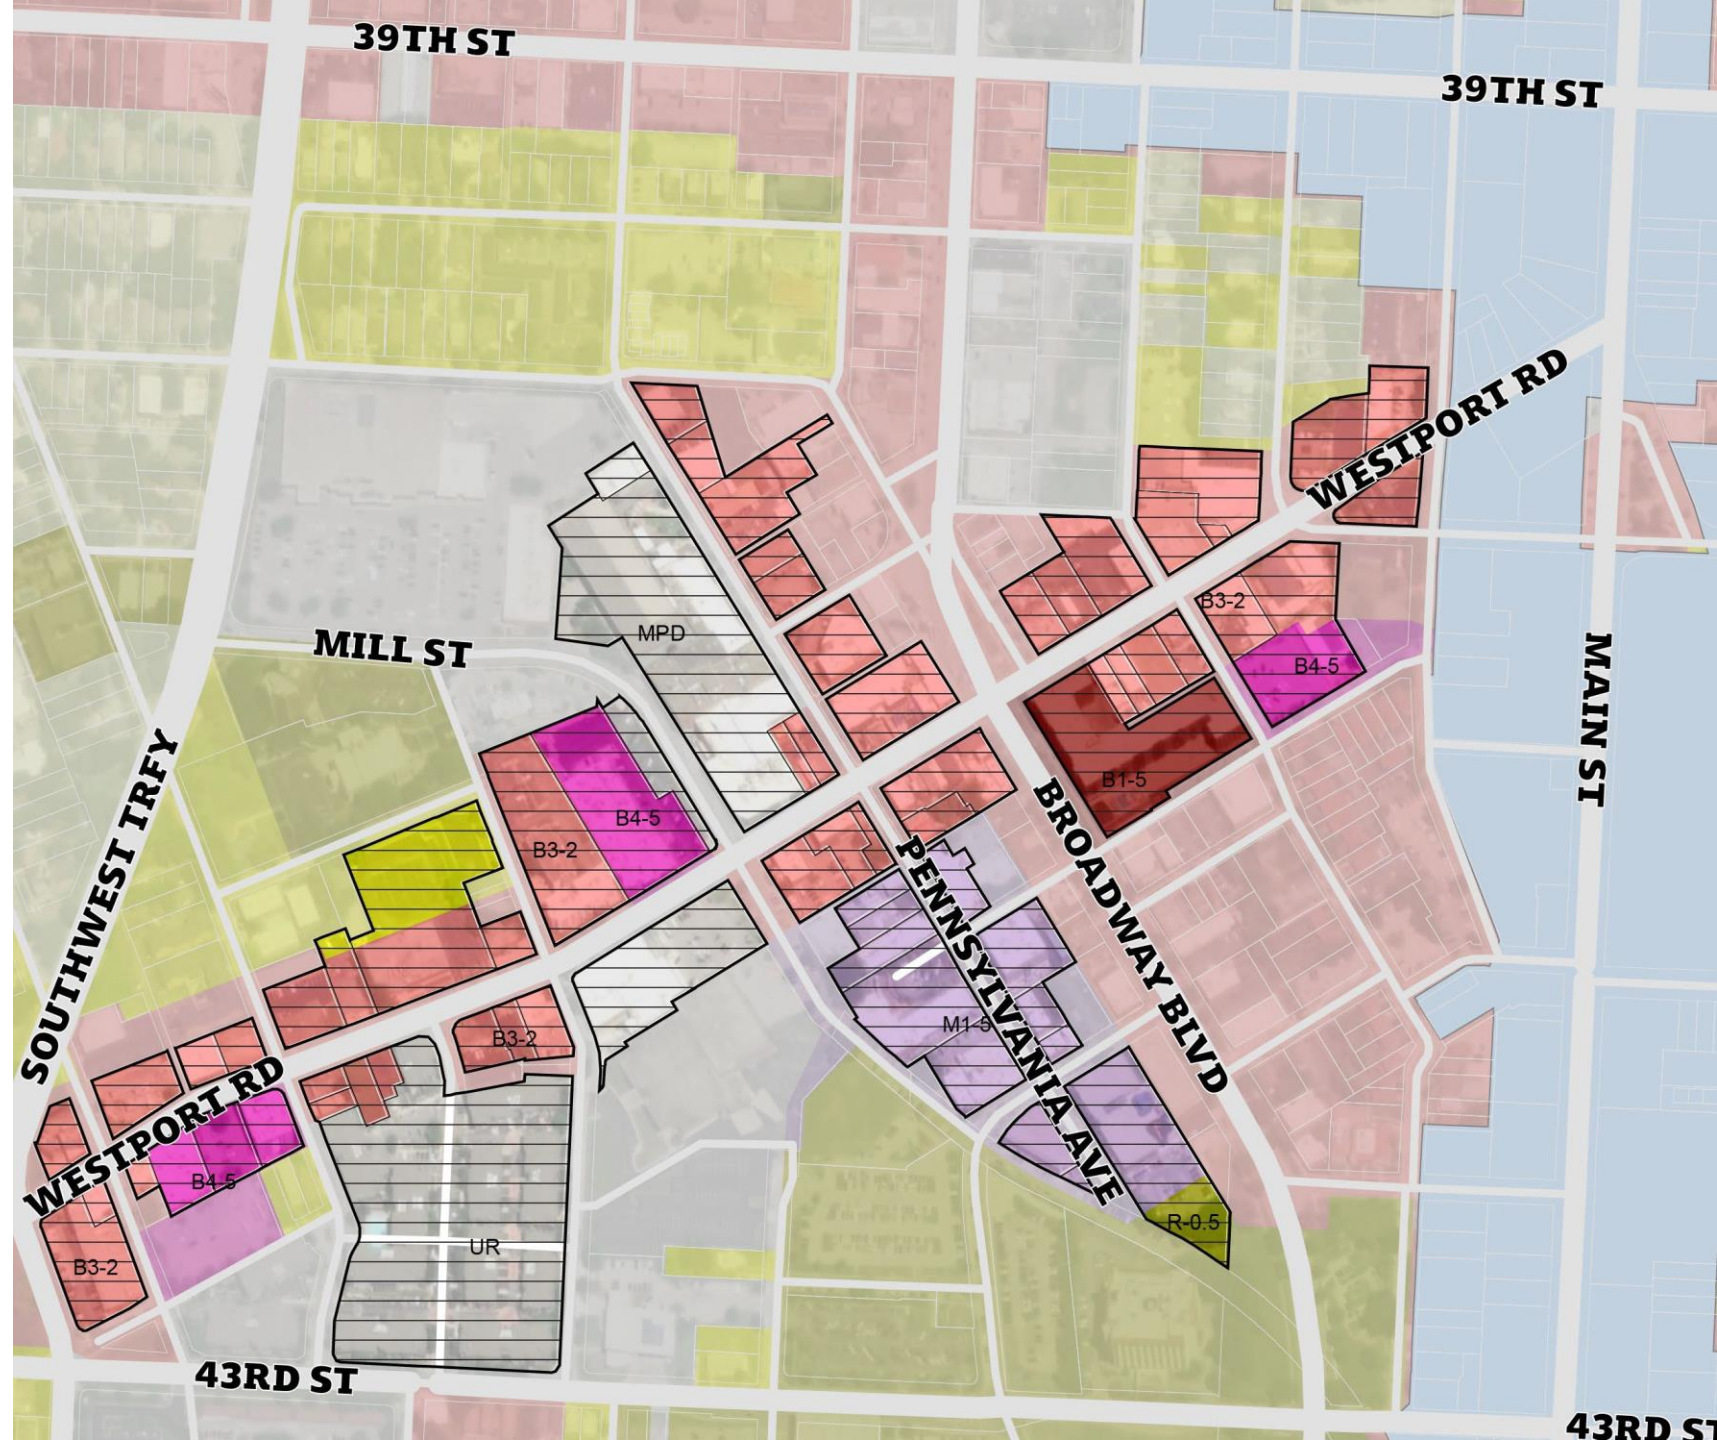 39TH ST
39TH ST
WESTPORT RD
B3-2
MPD
MILL ST
B4-5
MAIN ST
B1-5
B4-5
B3-2
SOUTHWEST TRFY
BROADWAY BLVD
PENNSYLVANIA AVE
M1-5
B3-2
WESTPORT RD
B4-5
R-0.5
UR
B3-2
43RD ST
43RD ST